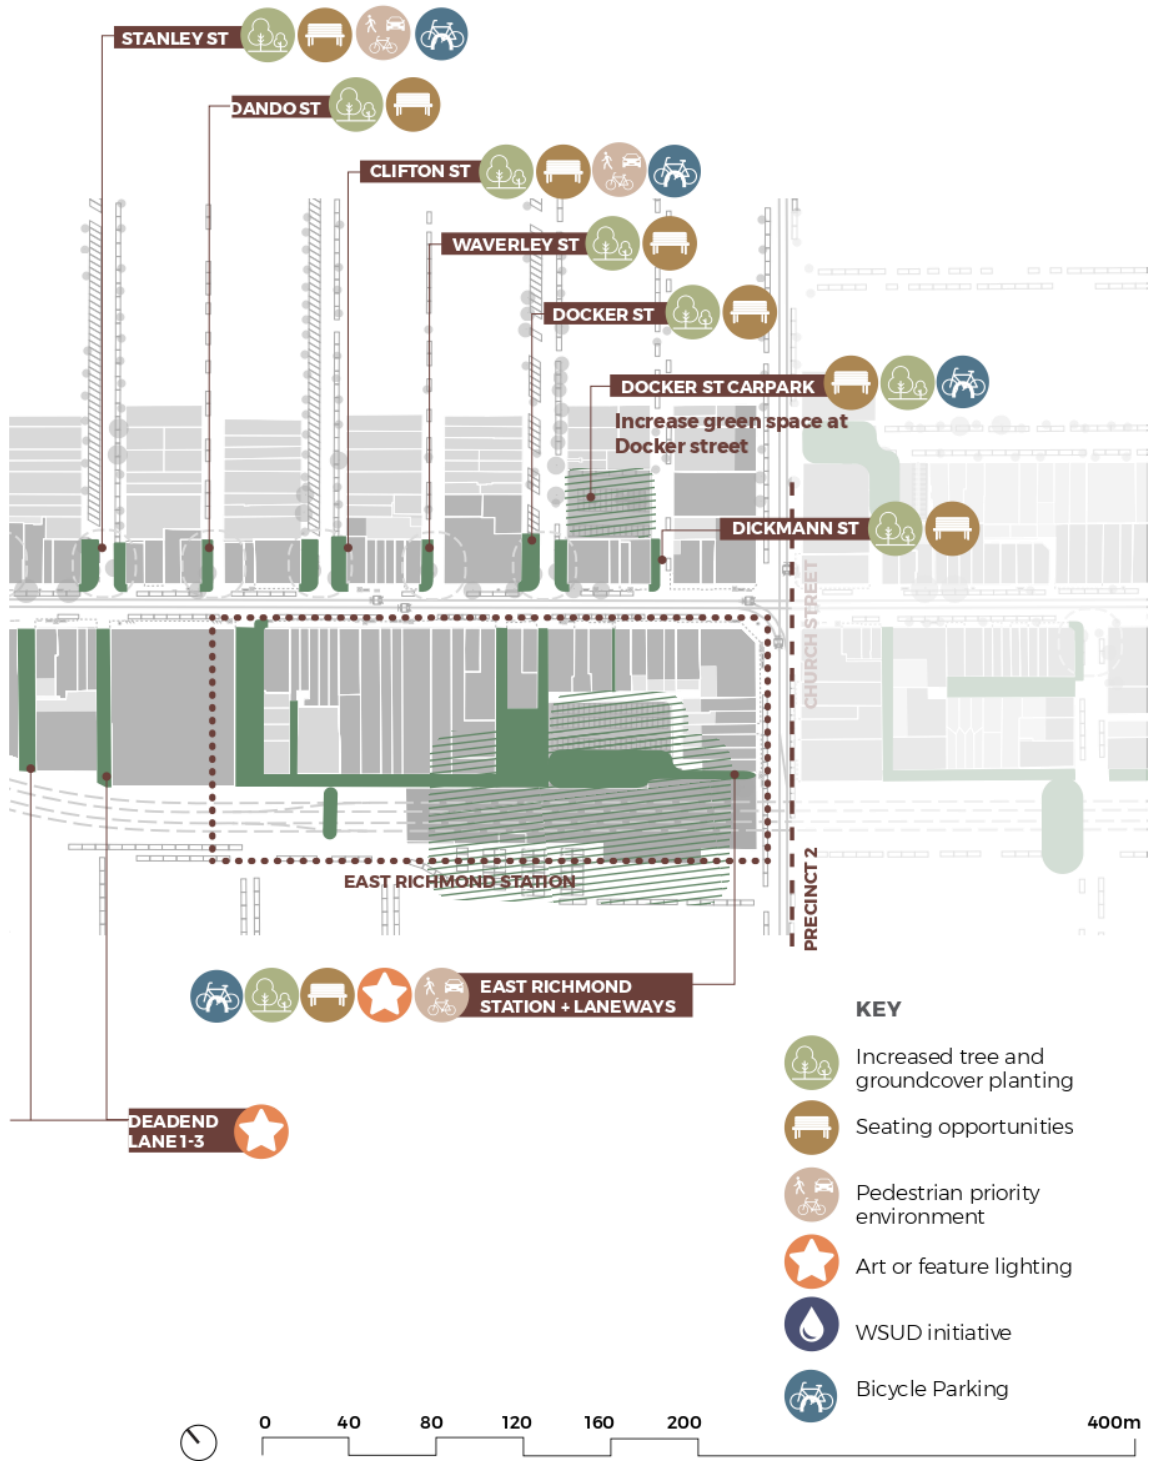 STANLEY ST
DANDO ST
CLIFTON ST
WAVERLEY ST
DOCKER ST
DOCKER ST CARPARK
Increase green space at
Docker street
DICKMANN ST
CHURCH STREET
PRECINCT 2
EAST RICHMOND STATION
EAST RICHMOND
STATION + LANEWAYS
DEADEND
LANE 1-3
KEY
Increased tree and
groundcover planting
Seating opportunities
Pedestrian priority
environment
Art or feature lighting
WSUD initiative
Bicycle Parking
0 40 80 120 160 200 400m